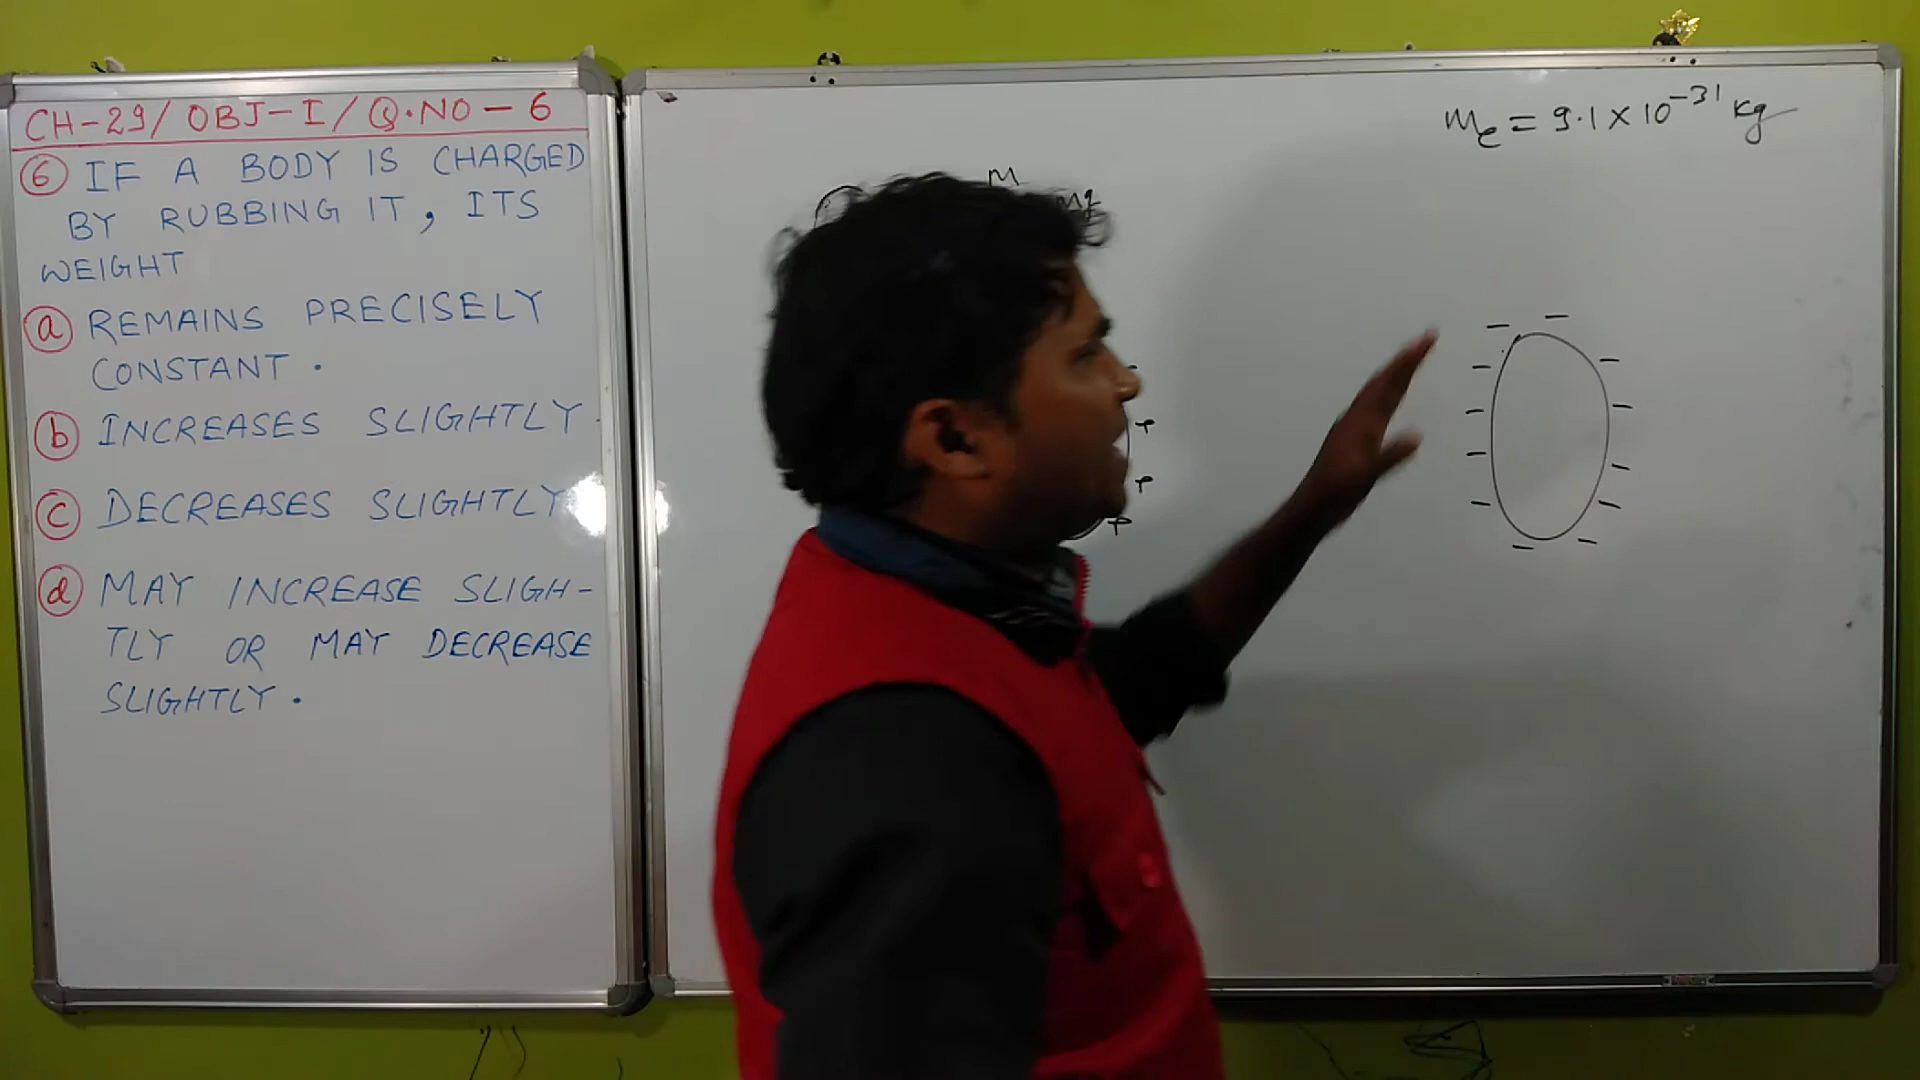 CH-29/ OBJ-I / Q.NO - 6
6 IF A BODY IS CHARGED
BY RUBBING IT, ITS
WEIGHT
a REMAINS PRECISELY
CONSTANT.
b INCREASES SLIGHTLY.
c DECREASES SLIGHTLY
d MAY INCREASE SLIGH-
TLY OR MAY DECREASE
SLIGHTLY.
M
me = 9.1 × 10⁻³¹ kg